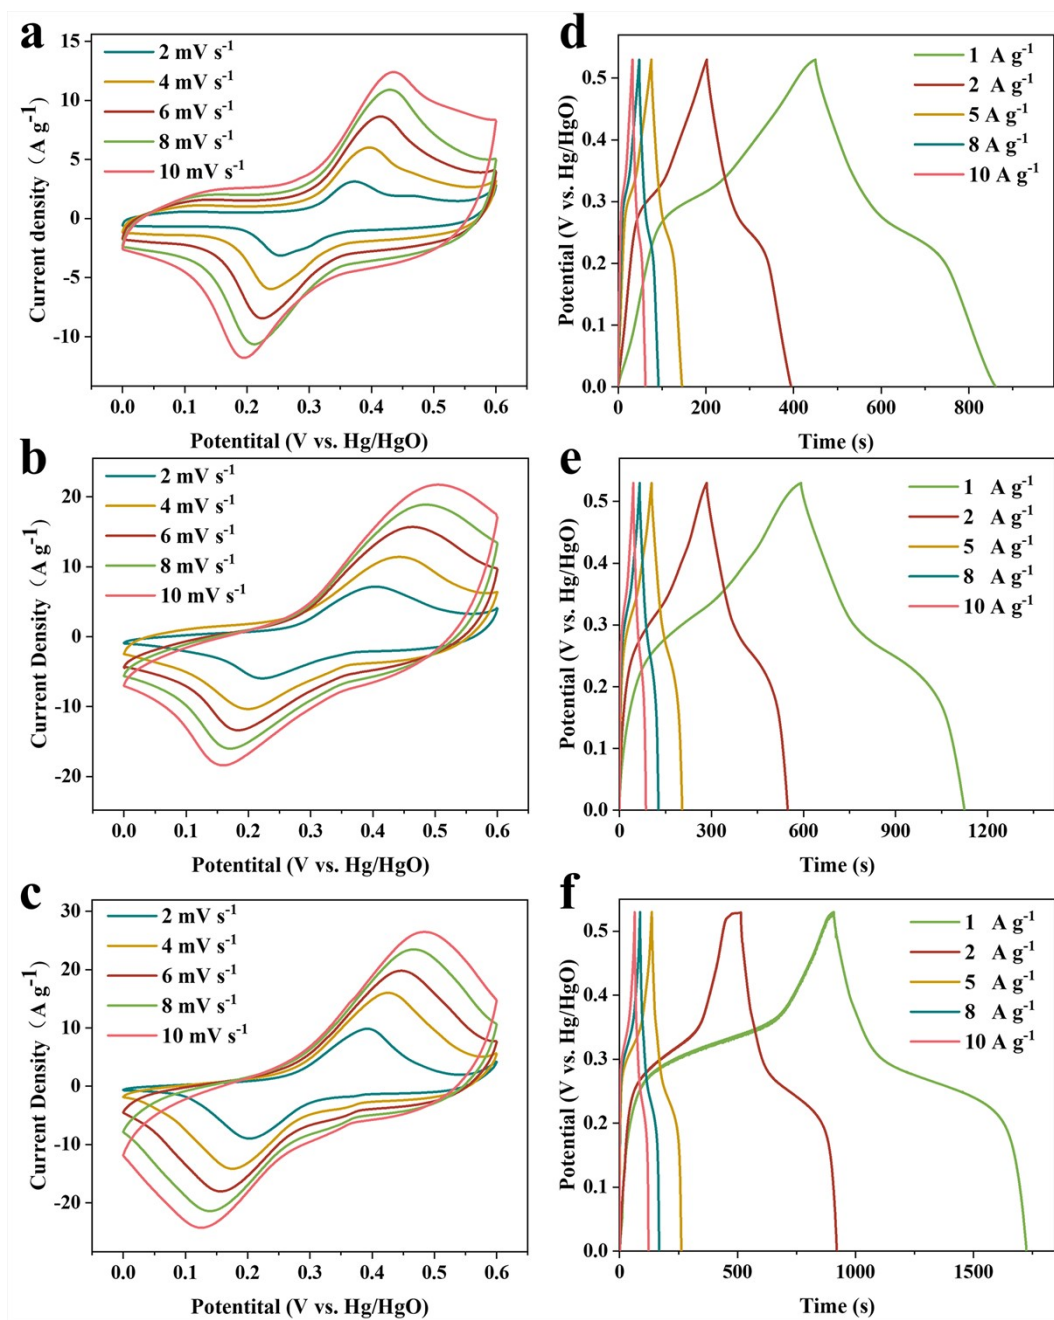 a
15
10
5
0
-5
-10
Current density（A g-1）
2 mV s-1
4 mV s-1
6 mV s-1
8 mV s-1
10 mV s-1
0.0 0.1 0.2 0.3 0.4 0.5 0.6
Potentital (V vs. Hg/HgO)
d
0.5
0.4
0.3
0.2
0.1
0.0
Potential (V vs. Hg/HgO)
1 A g-1
2 A g-1
5 A g-1
8 A g-1
10 A g-1
0 200 400 600 800
Time (s)
b
20
10
0
-10
-20
Current Density（A g-1）
2 mV s-1
4 mV s-1
6 mV s-1
8 mV s-1
10 mV s-1
0.0 0.1 0.2 0.3 0.4 0.5 0.6
Potentital (V vs. Hg/HgO)
e
0.5
0.4
0.3
0.2
0.1
0.0
Potential (V vs. Hg/HgO)
1 A g-1
2 A g-1
5 A g-1
8 A g-1
10 A g-1
0 300 600 900 1200
Time (s)
c
30
20
10
0
-10
-20
Current Density（A g-1）
2 mV s-1
4 mV s-1
6 mV s-1
8 mV s-1
10 mV s-1
0.0 0.1 0.2 0.3 0.4 0.5 0.6
Potentital (V vs. Hg/HgO)
f
0.5
0.4
0.3
0.2
0.1
0.0
Potential (V vs. Hg/HgO)
1 A g-1
2 A g-1
5 A g-1
8 A g-1
10 A g-1
0 500 1000 1500
Time (s)